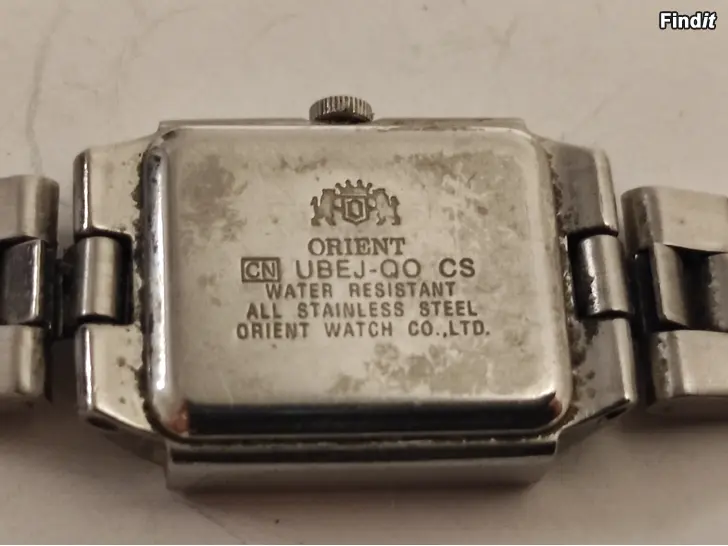 Findit
ORIENT
CN UBEJ-QO CS
WATER RESISTANT
ALL STAINLESS STEEL
ORIENT WATCH CO.,LTD.